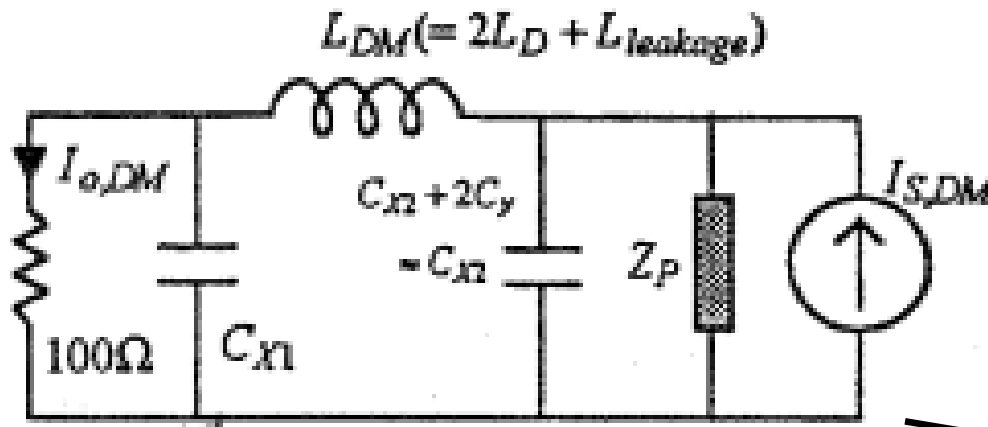 L_DM(= 2L_D + L_leakage)
I_o,DM
C_X2 + 2C_y
≈ C_X2
Z_P
I_S,DM
100Ω
C_X1